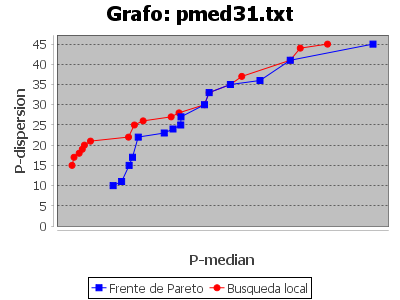 Grafo: pmed31.txt
P-dispersion
45
40
35
30
25
20
15
10
5
0
P-median
Frente de Pareto Busqueda local